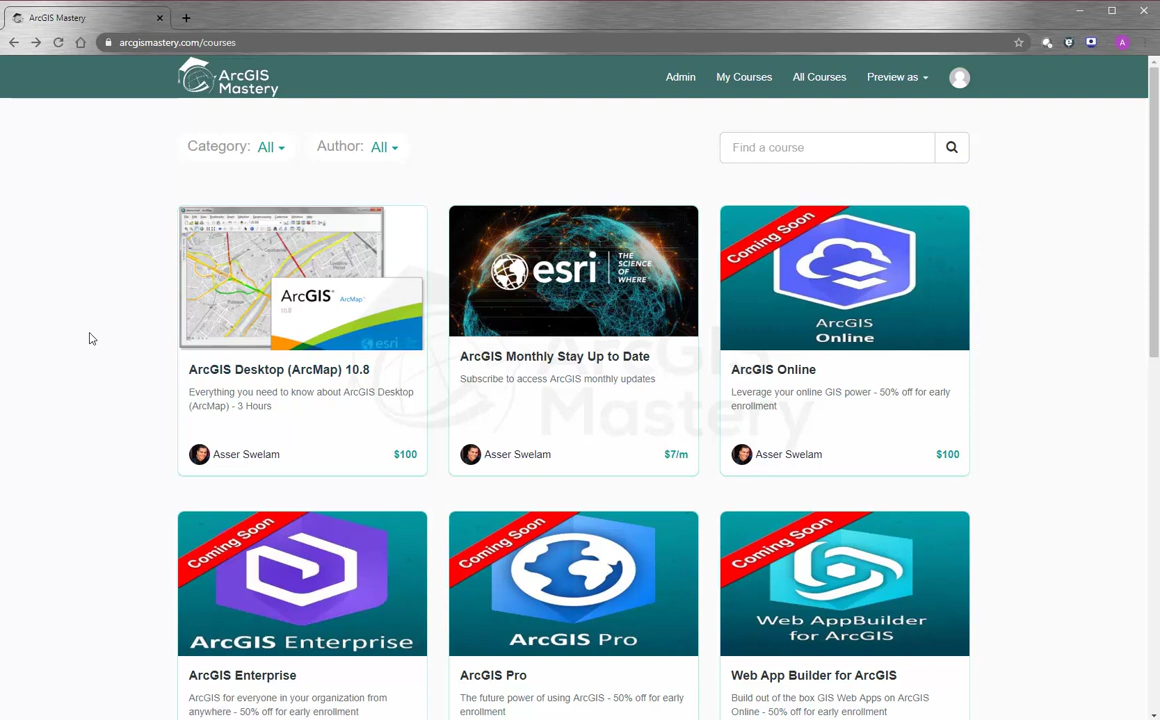 ArcGIS Mastery
arcgismastery.com/courses
A
ArcGIS
Mastery
Admin
My Courses
All Courses
Preview as
Category: All
Author: All
Find a course
ArcGIS
ArcMap
10.8
esri
ArcGIS Desktop (ArcMap) 10.8
Everything you need to know about ArcGIS Desktop
(ArcMap) - 3 Hours
Asser Swelam
$100
esri
THE
SCIENCE
OF
WHERE
ArcGIS Monthly Stay Up to Date
Subscribe to access ArcGIS monthly updates
Asser Swelam
$7/m
Coming Soon
ArcGIS
Online
ArcGIS Online
Leverage your online GIS power - 50% off for early
enrollment
Asser Swelam
$100
ArcGIS
Mastery
Coming Soon
ArcGIS Enterprise
ArcGIS Enterprise
ArcGIS for everyone in your organization from
anywhere - 50% off for early enrollment
Coming Soon
ArcGIS Pro
ArcGIS Pro
The future power of using ArcGIS - 50% off for early
enrollment
Coming Soon
Web AppBuilder
for ArcGIS
Web App Builder for ArcGIS
Build out of the box GIS Web Apps on ArcGIS
Online - 50% off for early enrollment